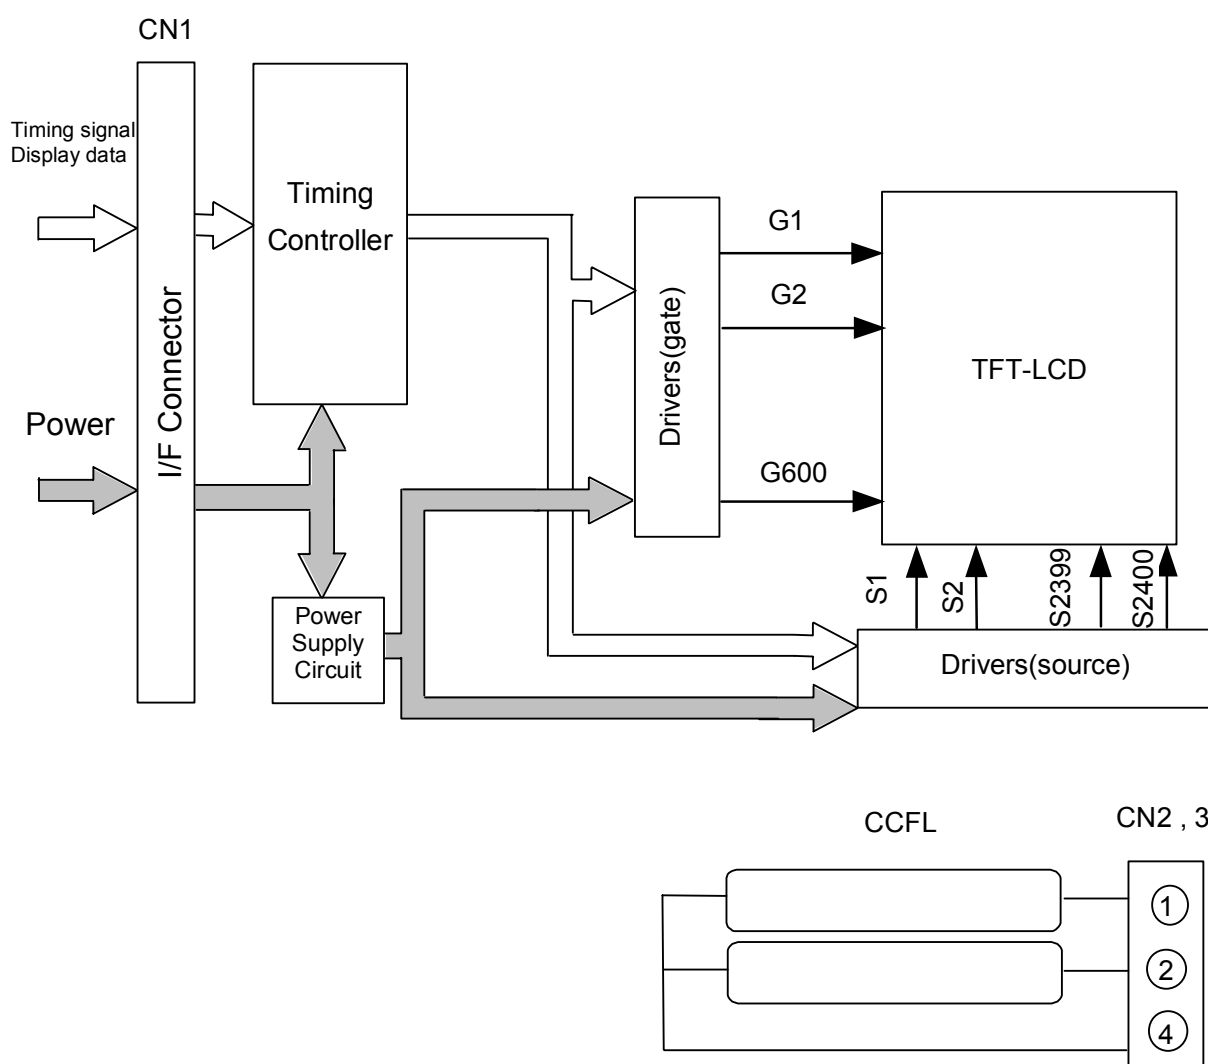 CN1
Timing signal
Display data
Power
I/F Connector
Timing
Controller
Power
Supply
Circuit
Drivers(gate)
G1
G2
G600
TFT-LCD
S1
S2
S2399
S2400
Drivers(source)
CCFL
CN2 , 3
1
2
4